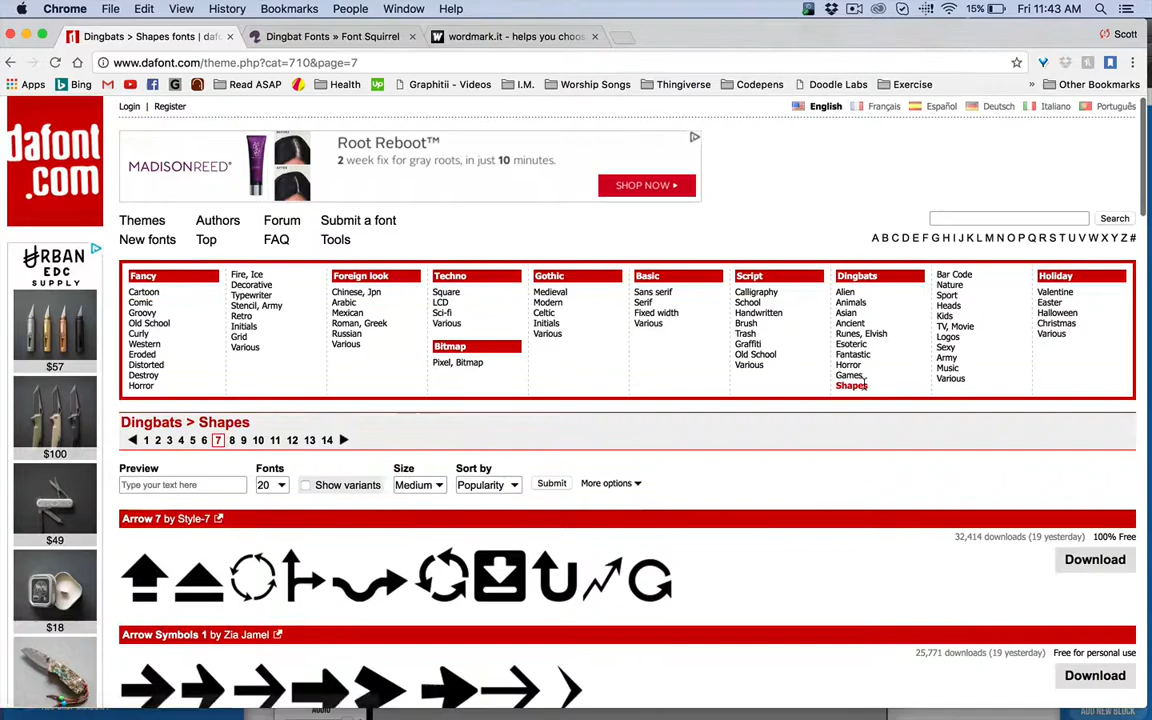 Chrome File Edit View History Bookmarks People Window Help 15% Fri 11:43 AM
Dingbats > Shapes fonts | daf Dingbat Fonts » Font Squirrel wordmark.it - helps you choos Scott
www.dafont.com/theme.php?cat=710&page=7
Apps Bing Read ASAP Health Up Graphitii - Videos I.M. Worship Songs Thingiverse Codepens Doodle Labs Exercise » Other Bookmarks
Login | Register English Français Español Deutsch Italiano Português
dafont
.com
MADISON REED®
Root Reboot™
2 week fix for gray roots, in just 10 minutes.
SHOP NOW
Themes Authors Forum Submit a font
New fonts Top FAQ Tools
Search
A B C D E F G H I J K L M N O P Q R S T U V W X Y Z #
URBAN
EDC
SUPPLY
$57
$100
$49
$18
Fancy
Cartoon
Comic
Groovy
Old School
Curly
Western
Eroded
Distorted
Destroy
Horror
Fire, Ice
Decorative
Typewriter
Stencil, Army
Retro
Initials
Grid
Various
Foreign look
Chinese, Jpn
Arabic
Mexican
Roman, Greek
Russian
Various
Techno
Square
LCD
Sci-fi
Various
Bitmap
Pixel, Bitmap
Gothic
Medieval
Modern
Celtic
Initials
Various
Basic
Sans serif
Serif
Fixed width
Various
Script
Calligraphy
School
Handwritten
Brush
Trash
Graffiti
Old School
Various
Dingbats
Alien
Animals
Asian
Ancient
Runes, Elvish
Esoteric
Fantastic
Horror
Games
Shapes
Bar Code
Nature
Sport
Heads
Kids
TV, Movie
Logos
Sexy
Army
Music
Various
Holiday
Valentine
Easter
Halloween
Christmas
Various
Dingbats > Shapes
1 2 3 4 5 6 7 8 9 10 11 12 13 14
Preview Fonts Size Sort by
Type your text here 20 Show variants Medium Popularity Submit More options
Arrow 7 by Style-7
32,414 downloads (19 yesterday) 100% Free
Download
Arrow Symbols 1 by Zia Jamel
25,771 downloads (19 yesterday) Free for personal use
Download
AUDIO
ADD NEW BLOCK